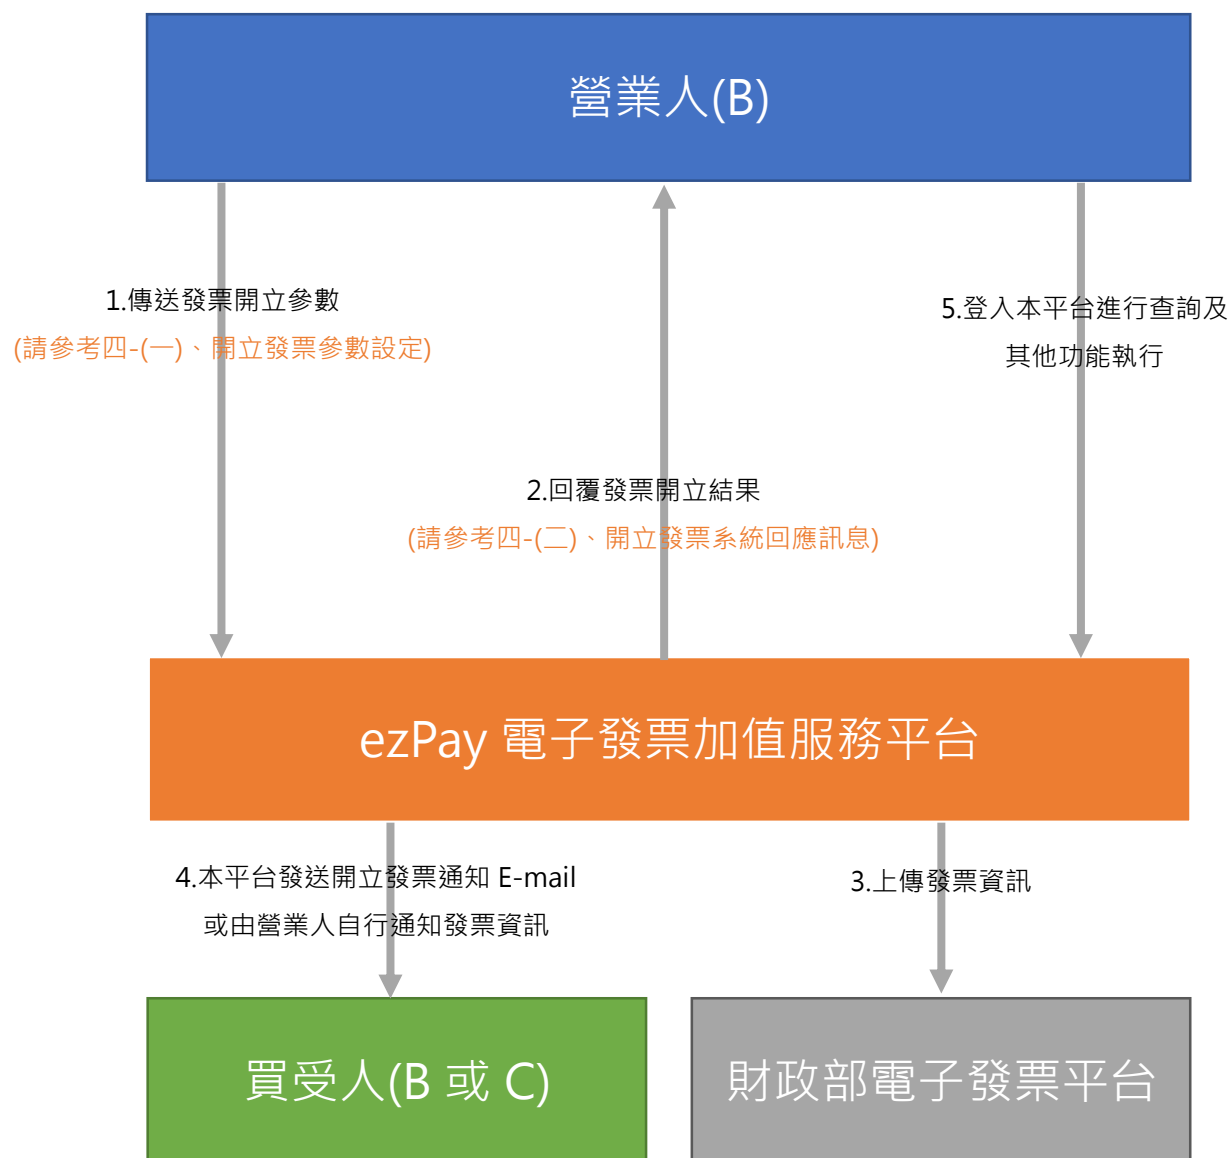 營業人(B)
1.傳送發票開立參數
(請參考四-(一)、開立發票參數設定)
5.登入本平台進行查詢及
其他功能執行
2.回覆發票開立結果
(請參考四-(二)、開立發票系統回應訊息)
ezPay 電子發票加值服務平台
4.本平台發送開立發票通知 E-mail
或由營業人自行通知發票資訊
3.上傳發票資訊
買受人(B 或 C)
財政部電子發票平台